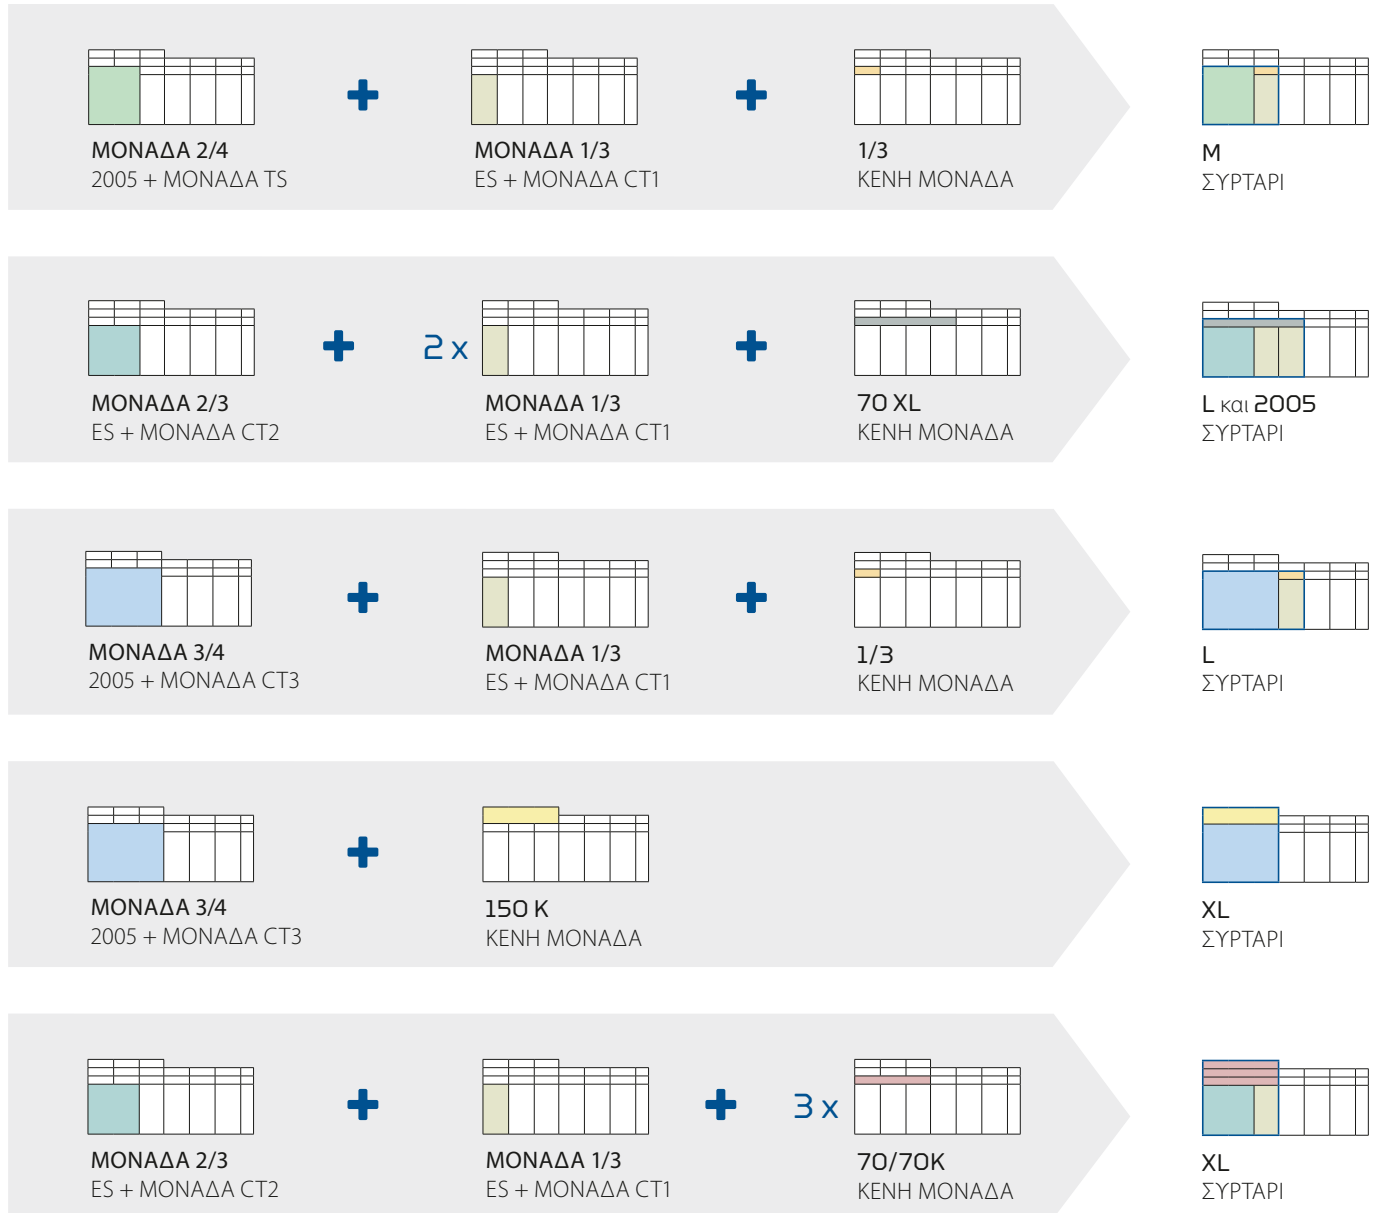 ΜΟΝΑΔΑ 2/4
2005 + ΜΟΝΑΔΑ TS
ΜΟΝΑΔΑ 1/3
ES + ΜΟΝΑΔΑ CT1
1/3
ΚΕΝΗ ΜΟΝΑΔΑ
M
ΣΥΡΤΑΡΙ
ΜΟΝΑΔΑ 2/3
ES + ΜΟΝΑΔΑ CT2
2 x
ΜΟΝΑΔΑ 1/3
ES + ΜΟΝΑΔΑ CT1
70 XL
ΚΕΝΗ ΜΟΝΑΔΑ
L και 2005
ΣΥΡΤΑΡΙ
ΜΟΝΑΔΑ 3/4
2005 + ΜΟΝΑΔΑ CT3
ΜΟΝΑΔΑ 1/3
ES + ΜΟΝΑΔΑ CT1
1/3
ΚΕΝΗ ΜΟΝΑΔΑ
L
ΣΥΡΤΑΡΙ
ΜΟΝΑΔΑ 3/4
2005 + ΜΟΝΑΔΑ CT3
150 K
ΚΕΝΗ ΜΟΝΑΔΑ
XL
ΣΥΡΤΑΡΙ
ΜΟΝΑΔΑ 2/3
ES + ΜΟΝΑΔΑ CT2
ΜΟΝΑΔΑ 1/3
ES + ΜΟΝΑΔΑ CT1
3 x
70/70K
ΚΕΝΗ ΜΟΝΑΔΑ
XL
ΣΥΡΤΑΡΙ